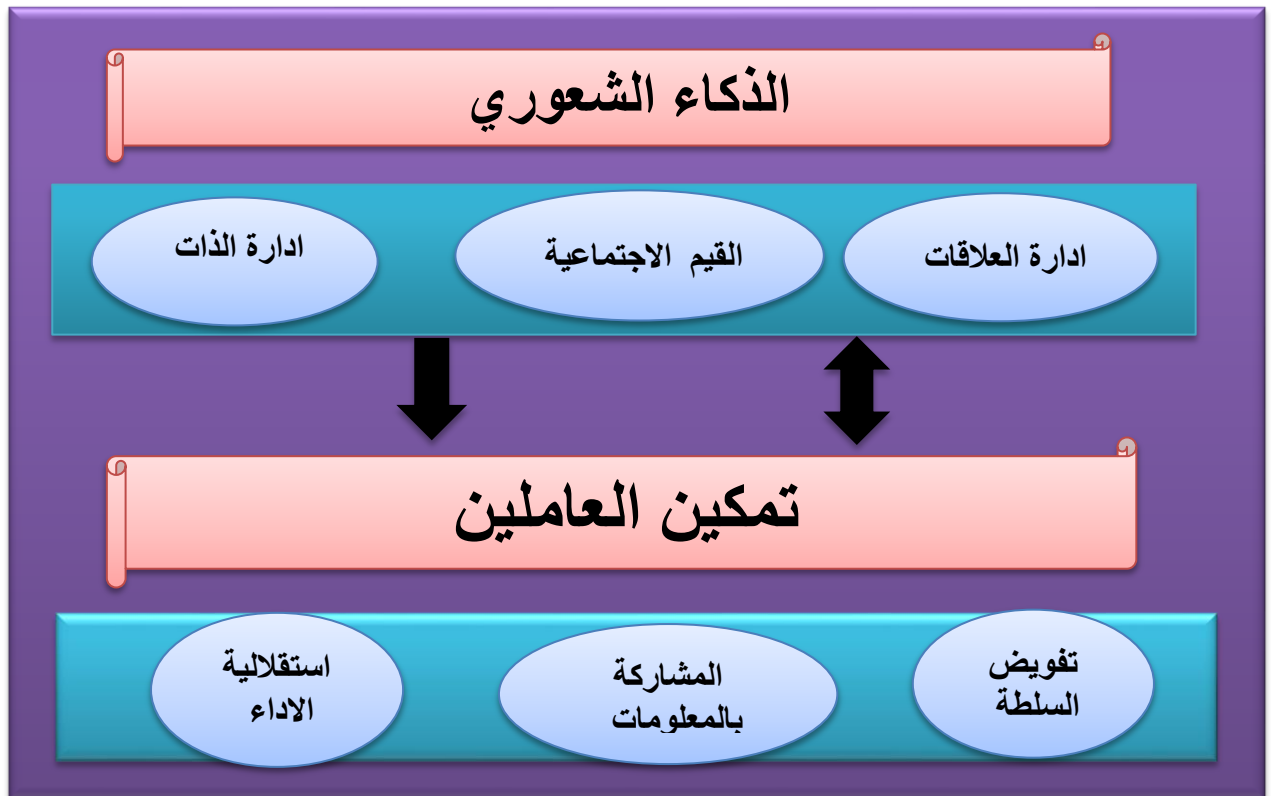 الذكاء الشعوري
ادارة العلاقات
القيم الاجتماعية
ادارة الذات
تمكين العاملين
تفويض
السلطة
المشاركة
بالمعلومات
استقلالية
الاداء